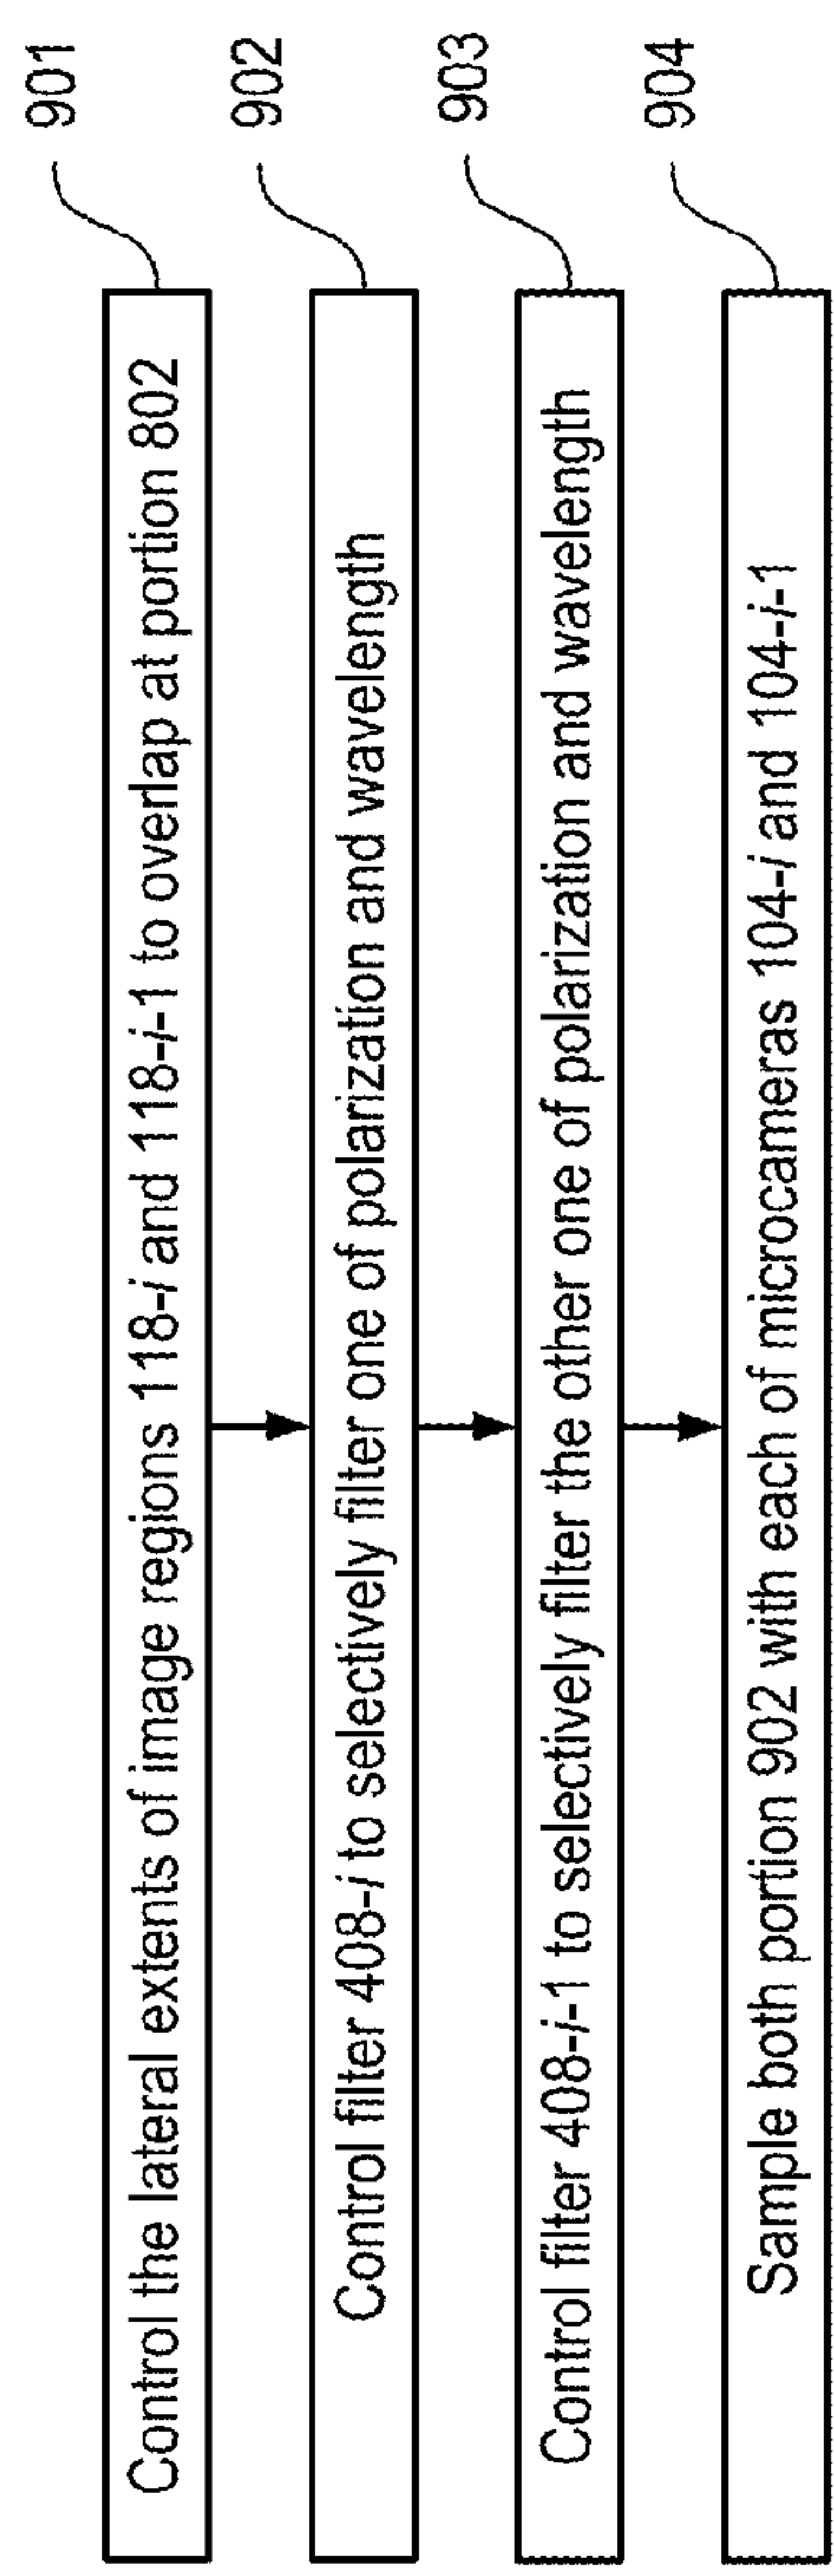 Control the lateral extents of image regions 118-i and 118-i-1 to overlap at portion 802
901
Control filter 408-i to selectively filter one of polarization and wavelength
902
Control filter 408-i-1 to selectively filter the other one of polarization and wavelength
903
Sample both portion 902 with each of microcameras 104-i and 104-i-1
904